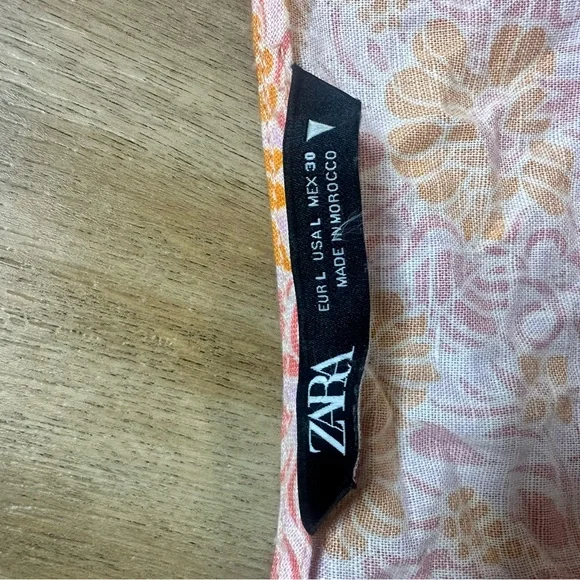 ZARA
EUR L USA L MEX 30
MADE IN MOROCCO